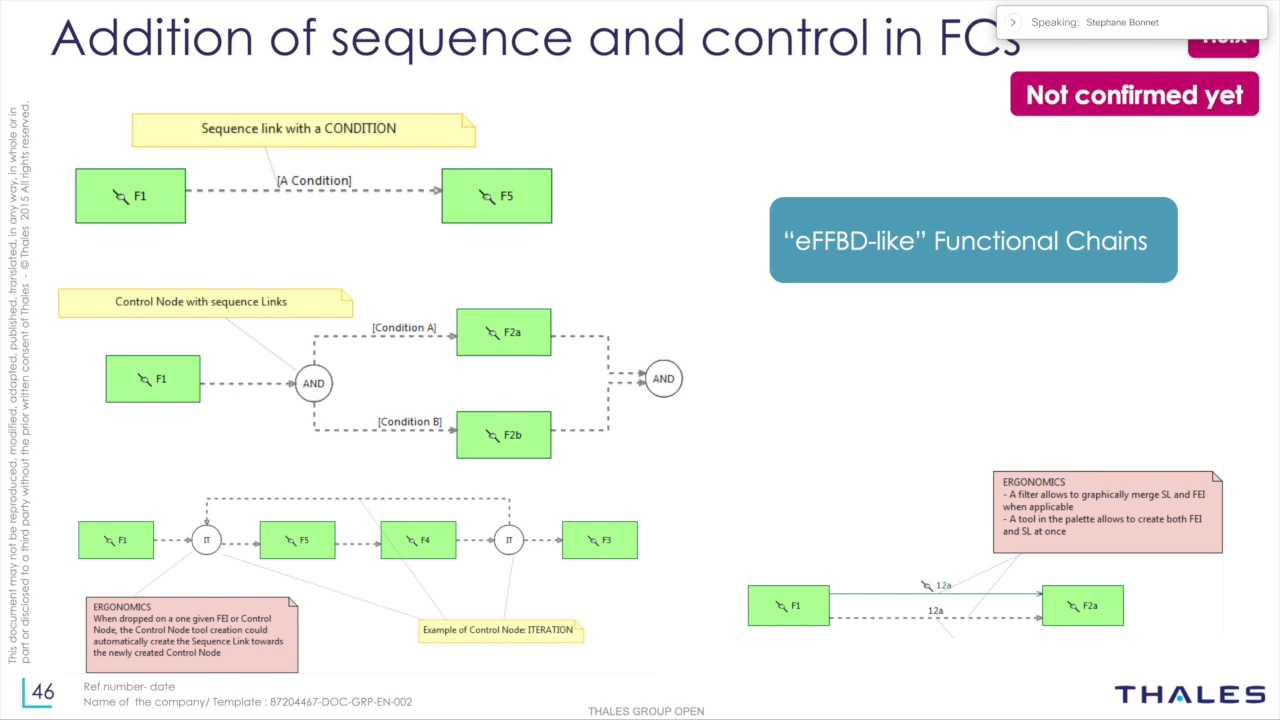 Addition of sequence and control in FCs
Speaking: Stephane Bonnet
Not confirmed yet
Sequence link with a CONDITION
F1
[A Condition]
F5
“eFFBD-like” Functional Chains
Control Node with sequence Links
F1
AND
[Condition A]
F2a
[Condition B]
F2b
AND
F1
IT
F5
F4
IT
F3
ERGONOMICS
When dropped on a one given FEI or Control
Node, the Control Node tool creation could
automatically create the Sequence Link towards
the newly created Control Node
Example of Control Node: ITERATION
ERGONOMICS
- A filter allows to graphically merge SL and FEI
when applicable
- A tool in the palette allows to create both FEI
and SL at once
F1
12a
12a
F2a
This document may not be reproduced, modified, adapted, published, translated, in any way, in whole or in
part or disclosed to a third party without the prior written consent of Thales - © Thales 2015 All rights reserved.
46
Ref number- date
Name of the company/ Template : 87204467-DOC-GRP-EN-002
THALES GROUP OPEN
THALES